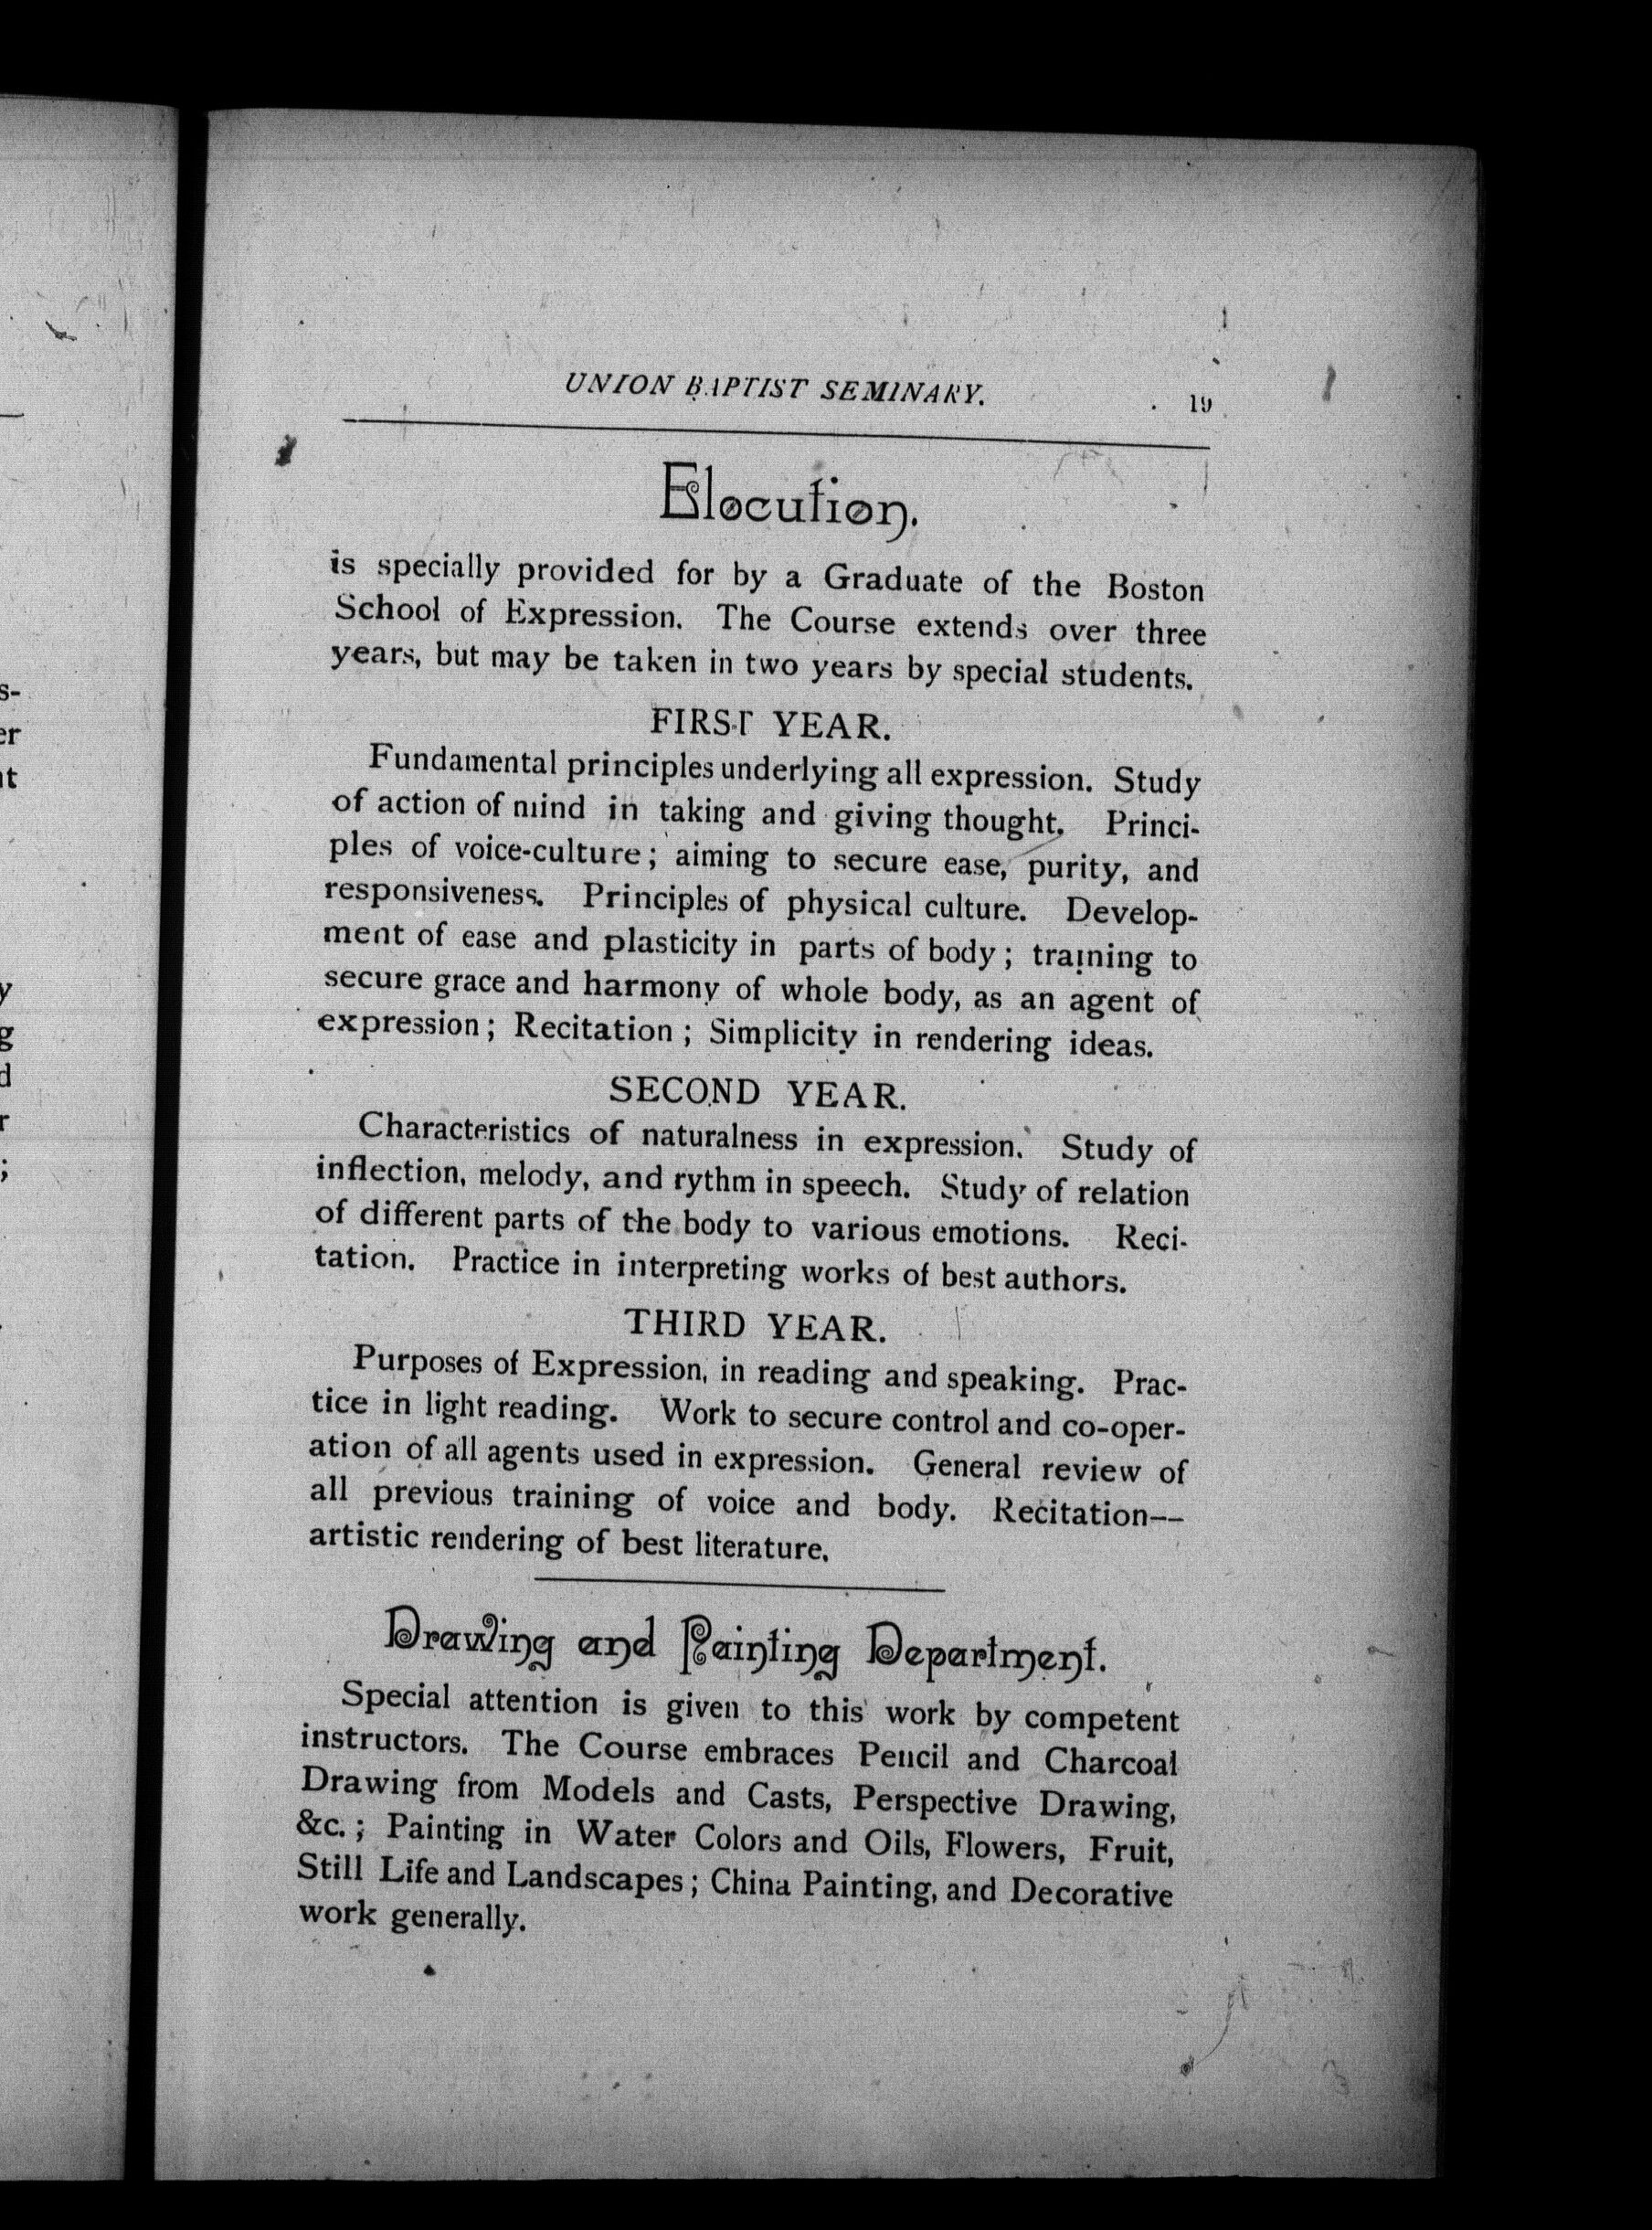 UNION BAPTIST SEMINARY. 19
Elocution.
is specially provided for by a Graduate of the Boston
School of Expression. The Course extends over three
years, but may be taken in two years by special students.
FIRST YEAR.
Fundamental principles underlying all expression. Study
of action of mind in taking and giving thought. Princi-
ples of voice-culture; aiming to secure ease, purity, and
responsiveness. Principles of physical culture. Develop-
ment of ease and plasticity in parts of body; training to
secure grace and harmony of whole body, as an agent of
expression; Recitation; Simplicity in rendering ideas.
SECOND YEAR.
Characteristics of naturalness in expression. Study of
inflection, melody, and rythm in speech. Study of relation
of different parts of the body to various emotions. Reci-
tation. Practice in interpreting works of best authors.
THIRD YEAR.
Purposes of Expression, in reading and speaking. Prac-
tice in light reading. Work to secure control and co-oper-
ation of all agents used in expression. General review of
all previous training of voice and body. Recitation--
artistic rendering of best literature.
Drawing and Painting Department.
Special attention is given to this work by competent
instructors. The Course embraces Pencil and Charcoal
Drawing from Models and Casts, Perspective Drawing,
&c.; Painting in Water Colors and Oils, Flowers, Fruit,
Still Life and Landscapes; China Painting, and Decorative
work generally.